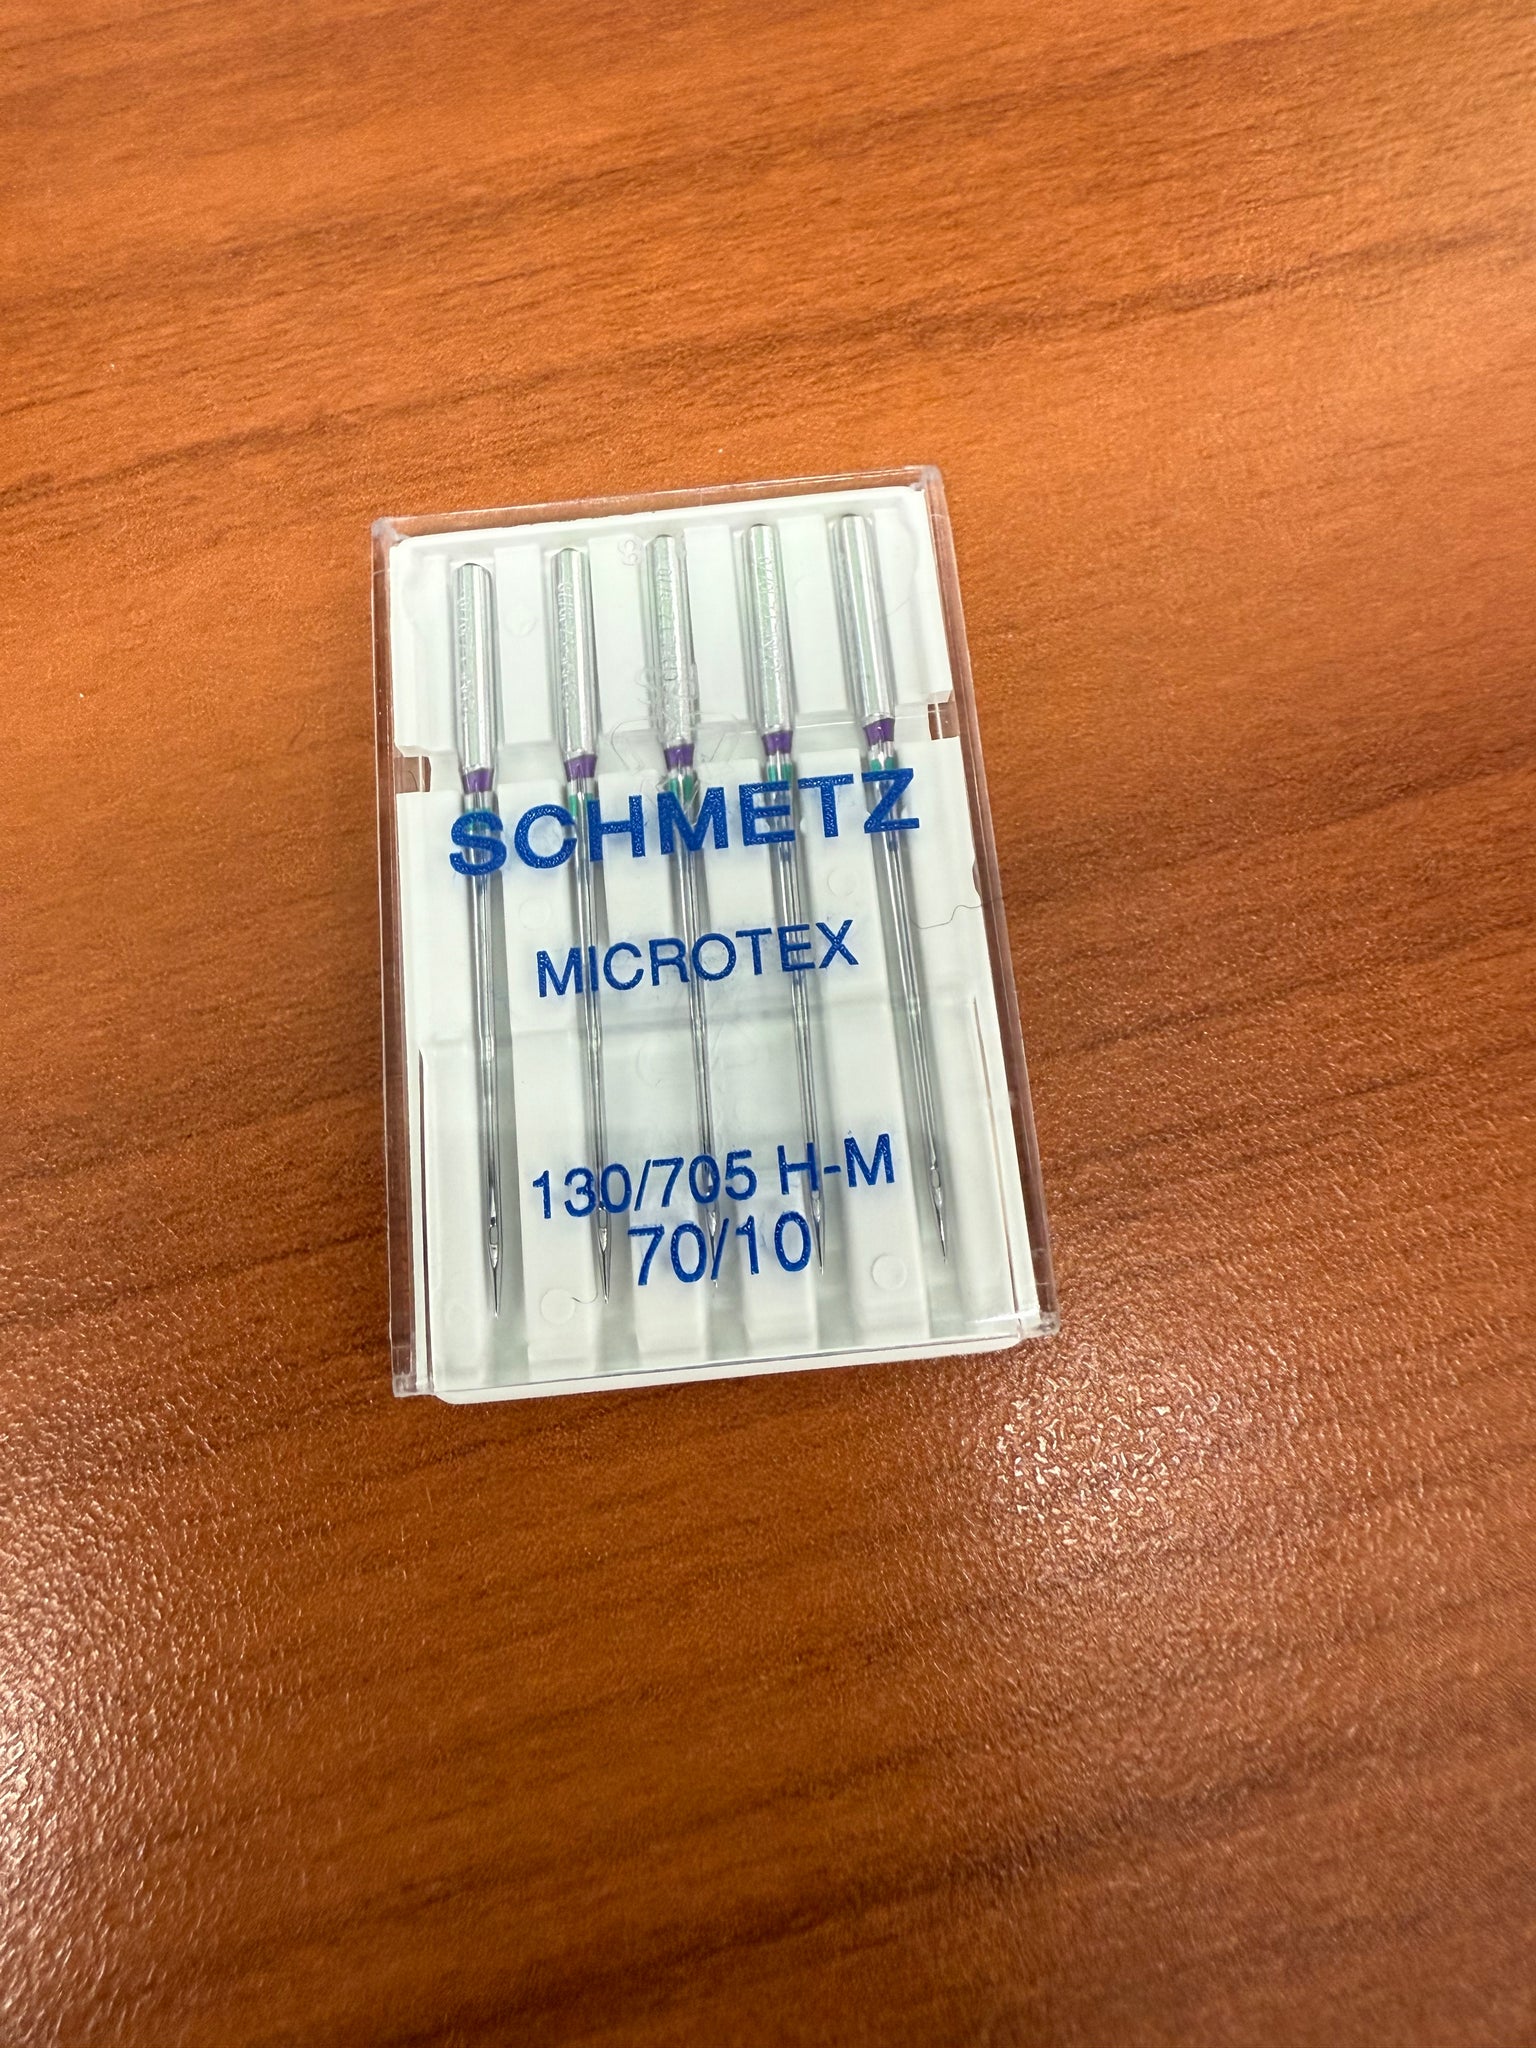 SCHMETZ
MICROTEX
130/705 H-M
70/10